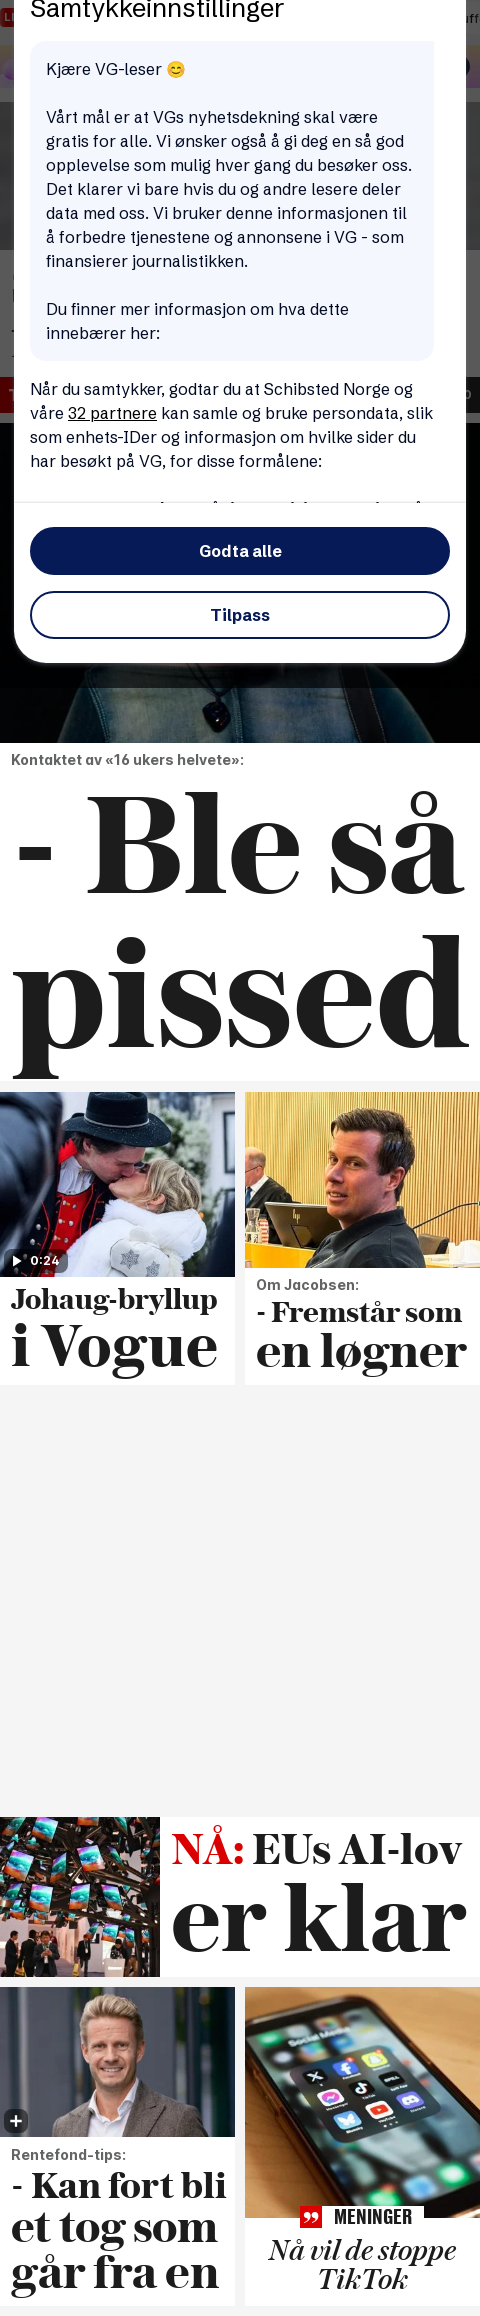 Samtykkeinnstillinger
Kjære VG-leser 😊
Vårt mål er at VGs nyhetsdekning skal være
gratis for alle. Vi ønsker også å gi deg en så god
opplevelse som mulig hver gang du besøker oss.
Det klarer vi bare hvis du og andre lesere deler
data med oss. Vi bruker denne informasjonen til
å forbedre tjenestene og annonsene i VG - som
finansierer journalistikken.
Du finner mer informasjon om hva dette
innebærer her:
Når du samtykker, godtar du at Schibsted Norge og
våre 32 partnere kan samle og bruke persondata, slik
som enhets-IDer og informasjon om hvilke sider du
har besøkt på VG, for disse formålene:
Godta alle
Tilpass
Kontaktet av «16 ukers helvete»:
- Ble så
pissed
0:24
Johaug-bryllup
i Vogue
Om Jacobsen:
- Fremstår som
en løgner
NÅ: EUs AI-lov
er klar
Rentefond-tips:
- Kan fort bli
et tog som
går fra en
MENINGER
Nå vil de stoppe
TikTok